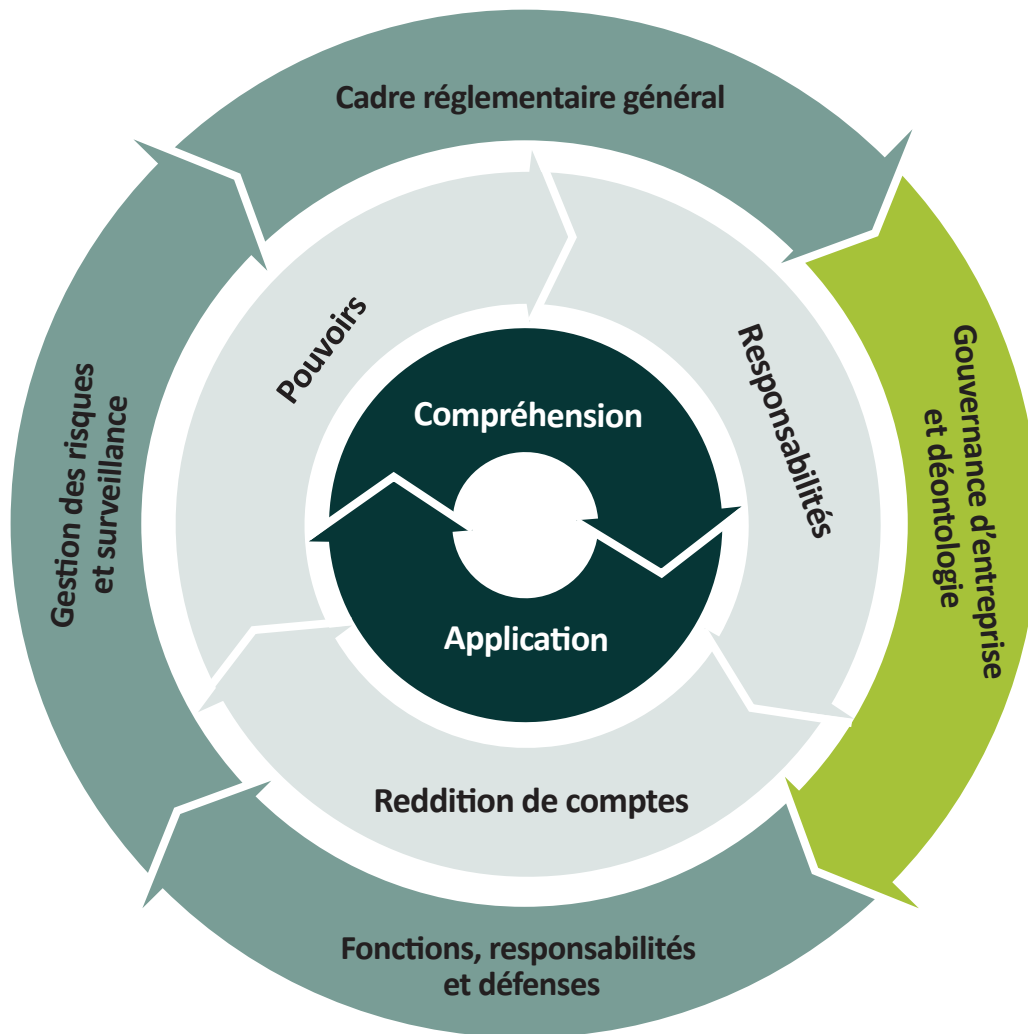 Cadre réglementaire général
Gouvernance d'entreprise
et déontologie
Fonctions, responsabilités
et défenses
Gestion des risques
et surveillance
Pouvoirs
Responsabilités
Reddition de comptes
Compréhension
Application